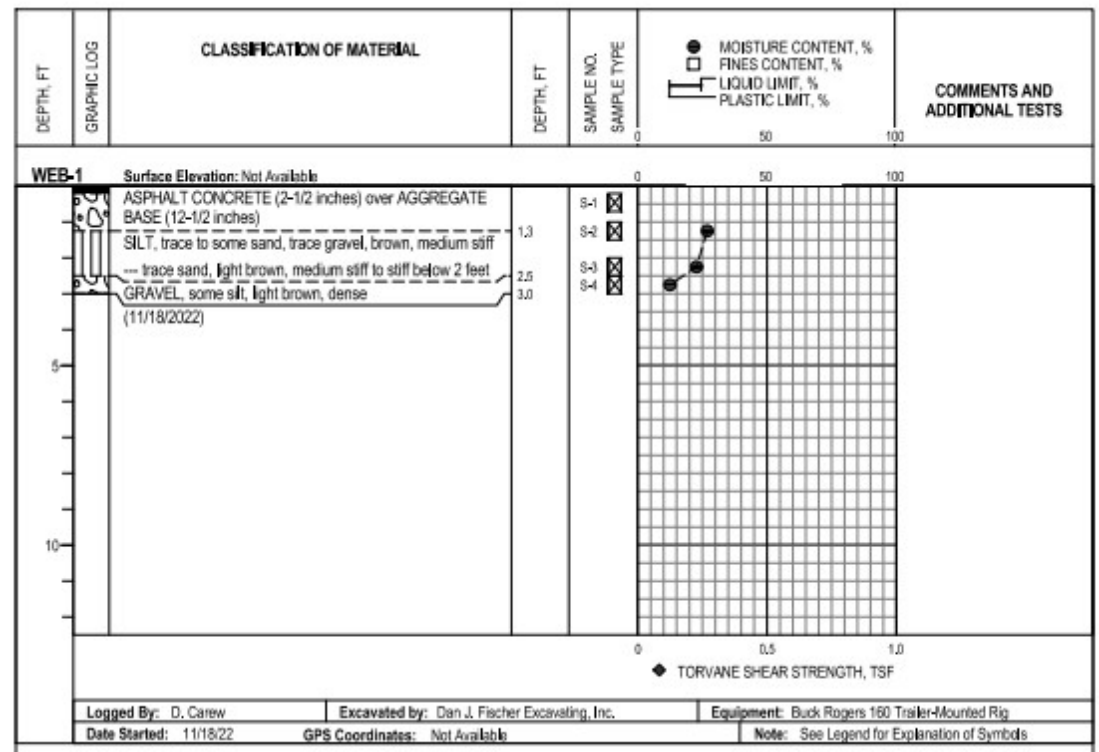 DEPTH, FT
GRAPHIC LOG
CLASSIFICATION OF MATERIAL
DEPTH, FT
SAMPLE NO.
SAMPLE TYPE
MOISTURE CONTENT, %
FINES CONTENT, %
LIQUID LIMIT, %
PLASTIC LIMIT, %
0 50 100
COMMENTS AND
ADDITIONAL TESTS
WEB-1 Surface Elevation: Not Available 0 50 100
ASPHALT CONCRETE (2-1/2 inches) over AGGREGATE S-1
BASE (12-1/2 inches)
1.3 S-2
SILT, trace to some sand, trace gravel, brown, medium stiff
--- trace sand, light brown, medium stiff to stiff below 2 feet S-3
2.5 S-4
GRAVEL, some silt, light brown, dense 3.0
(11/18/2022)
5
10
0 0.5 1.0
TORVANE SHEAR STRENGTH, TSF
Logged By: D. Carew Excavated by: Dan J. Fischer Excavating, Inc. Equipment: Buck Rogers 160 Trailer-Mounted Rig
Date Started: 11/18/22 GPS Coordinates: Not Available Note: See Legend for Explanation of Symbols